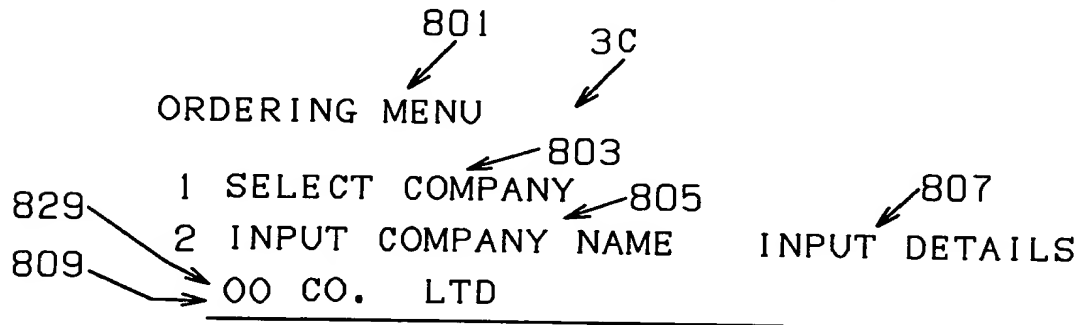 801
3C
ORDERING MENU
803
1 SELECT COMPANY
805
807
829
2 INPUT COMPANY NAME INPUT DETAILS
809
OO CO. LTD